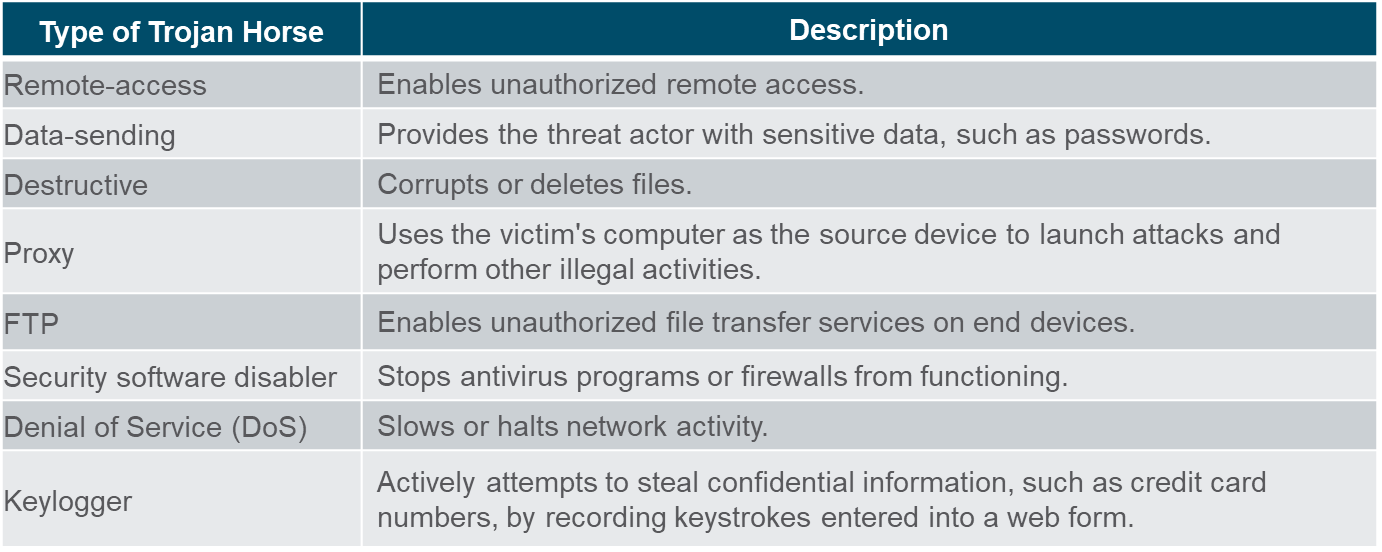 Type of Trojan Horse
Description
Remote-access
Enables unauthorized remote access.
Data-sending
Provides the threat actor with sensitive data, such as passwords.
Destructive
Corrupts or deletes files.
Proxy
Uses the victim's computer as the source device to launch attacks and
perform other illegal activities.
FTP
Enables unauthorized file transfer services on end devices.
Security software disabler
Stops antivirus programs or firewalls from functioning.
Denial of Service (DoS)
Slows or halts network activity.
Keylogger
Actively attempts to steal confidential information, such as credit card
numbers, by recording keystrokes entered into a web form.